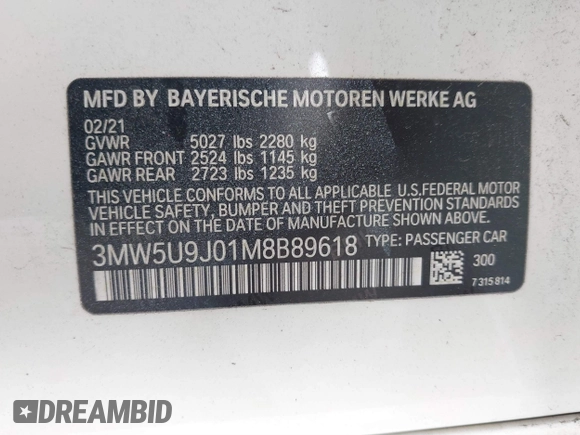 MFD BY BAYERISCHE MOTOREN WERKE AG
02/21
GVWR 5027 lbs 2280 kg
GAWR FRONT 2524 lbs 1145 kg
GAWR REAR 2723 lbs 1235 kg
THIS VEHICLE CONFORMS TO ALL APPLICABLE U.S.FEDERAL MOTOR
VEHICLE SAFETY, BUMPER AND THEFT PREVENTION STANDARDS
IN EFFECT ON THE DATE OF MANUFACTURE SHOWN ABOVE
3MW5U9J01M8B89618 TYPE: PASSENGER CAR
300
7315814
DREAMBID